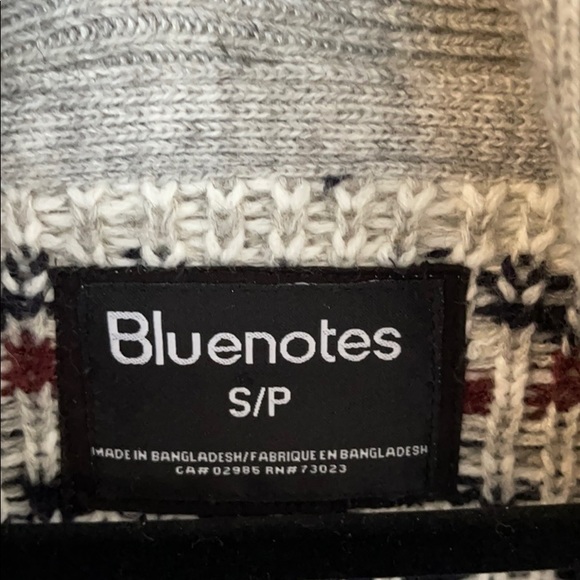 Bluenotes
S/P
MADE IN BANGLADESH/FABRIQUE EN BANGLADESH
CA# 02985 RN# 73023